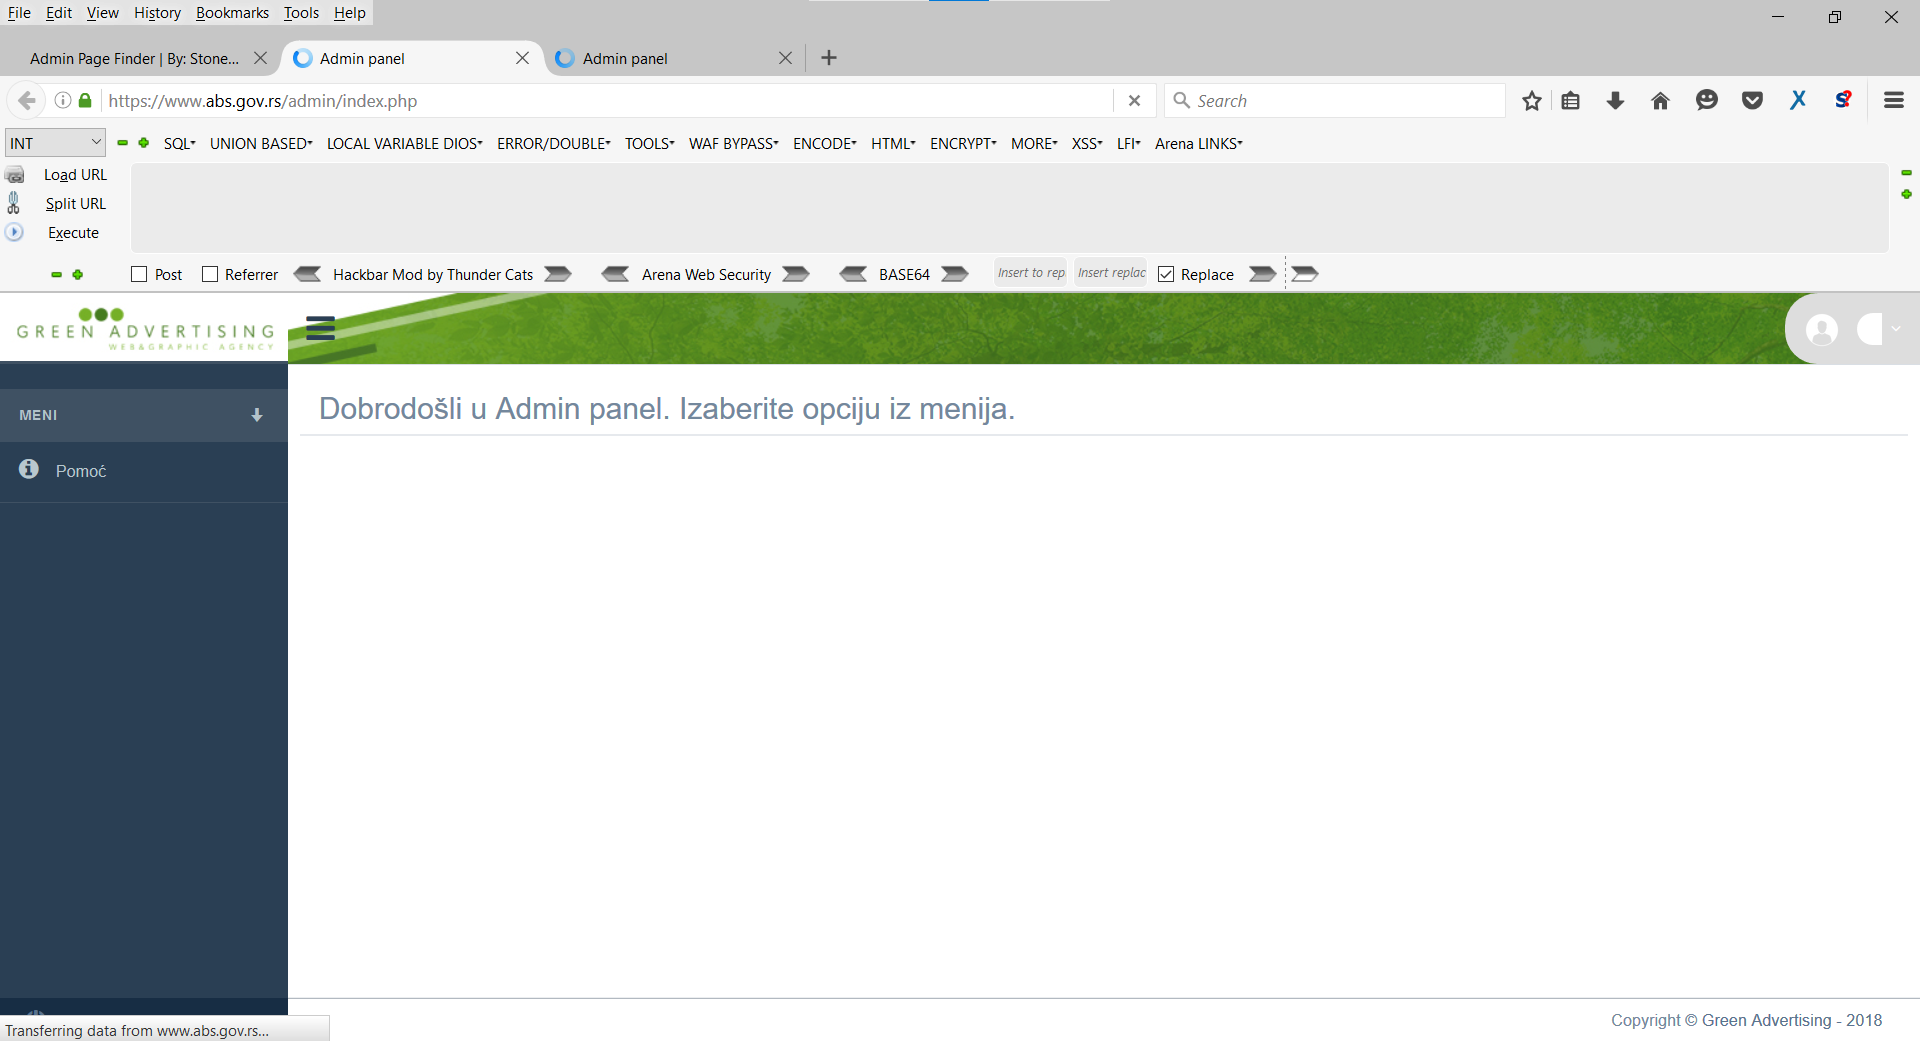 File Edit View History Bookmarks Tools Help
Admin Page Finder | By: Stone... Admin panel Admin panel
https://www.abs.gov.rs/admin/index.php Search
INT SQL UNION BASED LOCAL VARIABLE DIOS ERROR/DOUBLE TOOLS WAF BYPASS ENCODE HTML ENCRYPT MORE XSS LFI Arena LINKS
Load URL
Split URL
Execute
Post Referrer Hackbar Mod by Thunder Cats Arena Web Security BASE64 Insert to rep Insert replac Replace
GREEN ADVERTISING
WEB&GRAPHIC AGENCY
MENI
Dobrodošli u Admin panel. Izaberite opciju iz menija.
Pomoć
Transferring data from www.abs.gov.rs...
Copyright © Green Advertising - 2018